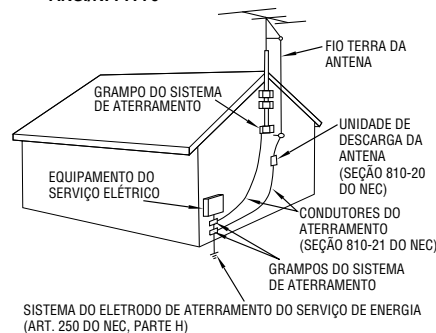 FIO TERRA DA
ANTENA
GRAMPO DO SISTEMA
DE ATERRAMENTO
UNIDADE DE
DESCARGA DA
ANTENA
(SEÇÃO 810-20
DO NEC)
EQUIPAMENTO DO
SERVIÇO ELÉTRICO
CONDUTORES DO
ATERRAMENTO
(SEÇÃO 810-21 DO NEC)
GRAMPOS DO SISTEMA
DE ATERRAMENTO
SISTEMA DO ELETRODO DE ATERRAMENTO DO SERVIÇO DE ENERGIA
(ART. 250 DO NEC, PARTE H)